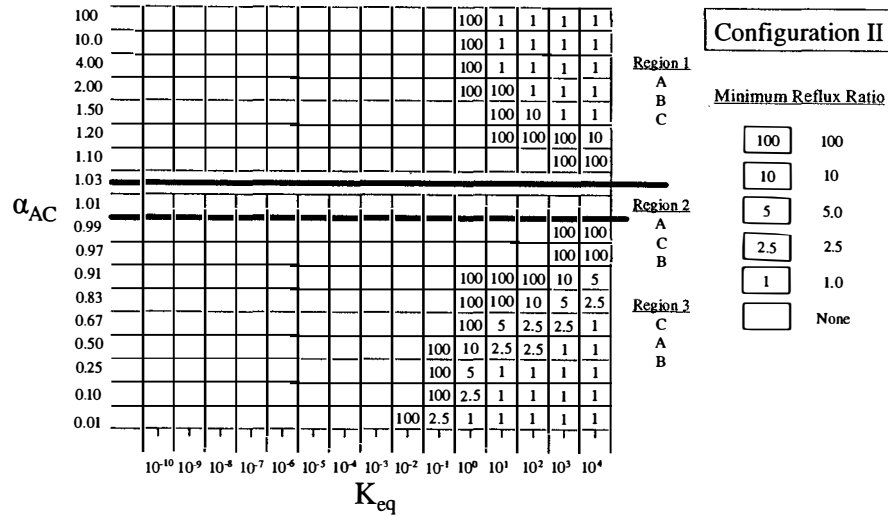 Configuration II
100 100 1 1 1 1
10.0 100 1 1 1 1
4.00 100 1 1 1 1
2.00 100 100 1 1 1
1.50 100 10 1 1
1.20 100 100 100 10
1.10 100 100
1.03
1.01
0.99 100 100
0.97 100 100
0.91 100 100 100 10 5
0.83 100 100 10 5 2.5
0.67 100 5 2.5 2.5 1
0.50 100 10 2.5 2.5 1 1
0.25 100 5 1 1 1 1
0.10 100 2.5 1 1 1 1
0.01 100 2.5 1 1 1 1 1
α_AC
10⁻¹⁰ 10⁻⁹ 10⁻⁸ 10⁻⁷ 10⁻⁶ 10⁻⁵ 10⁻⁴ 10⁻³ 10⁻² 10⁻¹ 10⁰ 10¹ 10² 10³ 10⁴
K_eq
Region 1
A
B
C
Region 2
A
C
B
Region 3
C
A
B
Minimum Reflux Ratio
100 100
10 10
5 5.0
2.5 2.5
1 1.0
None